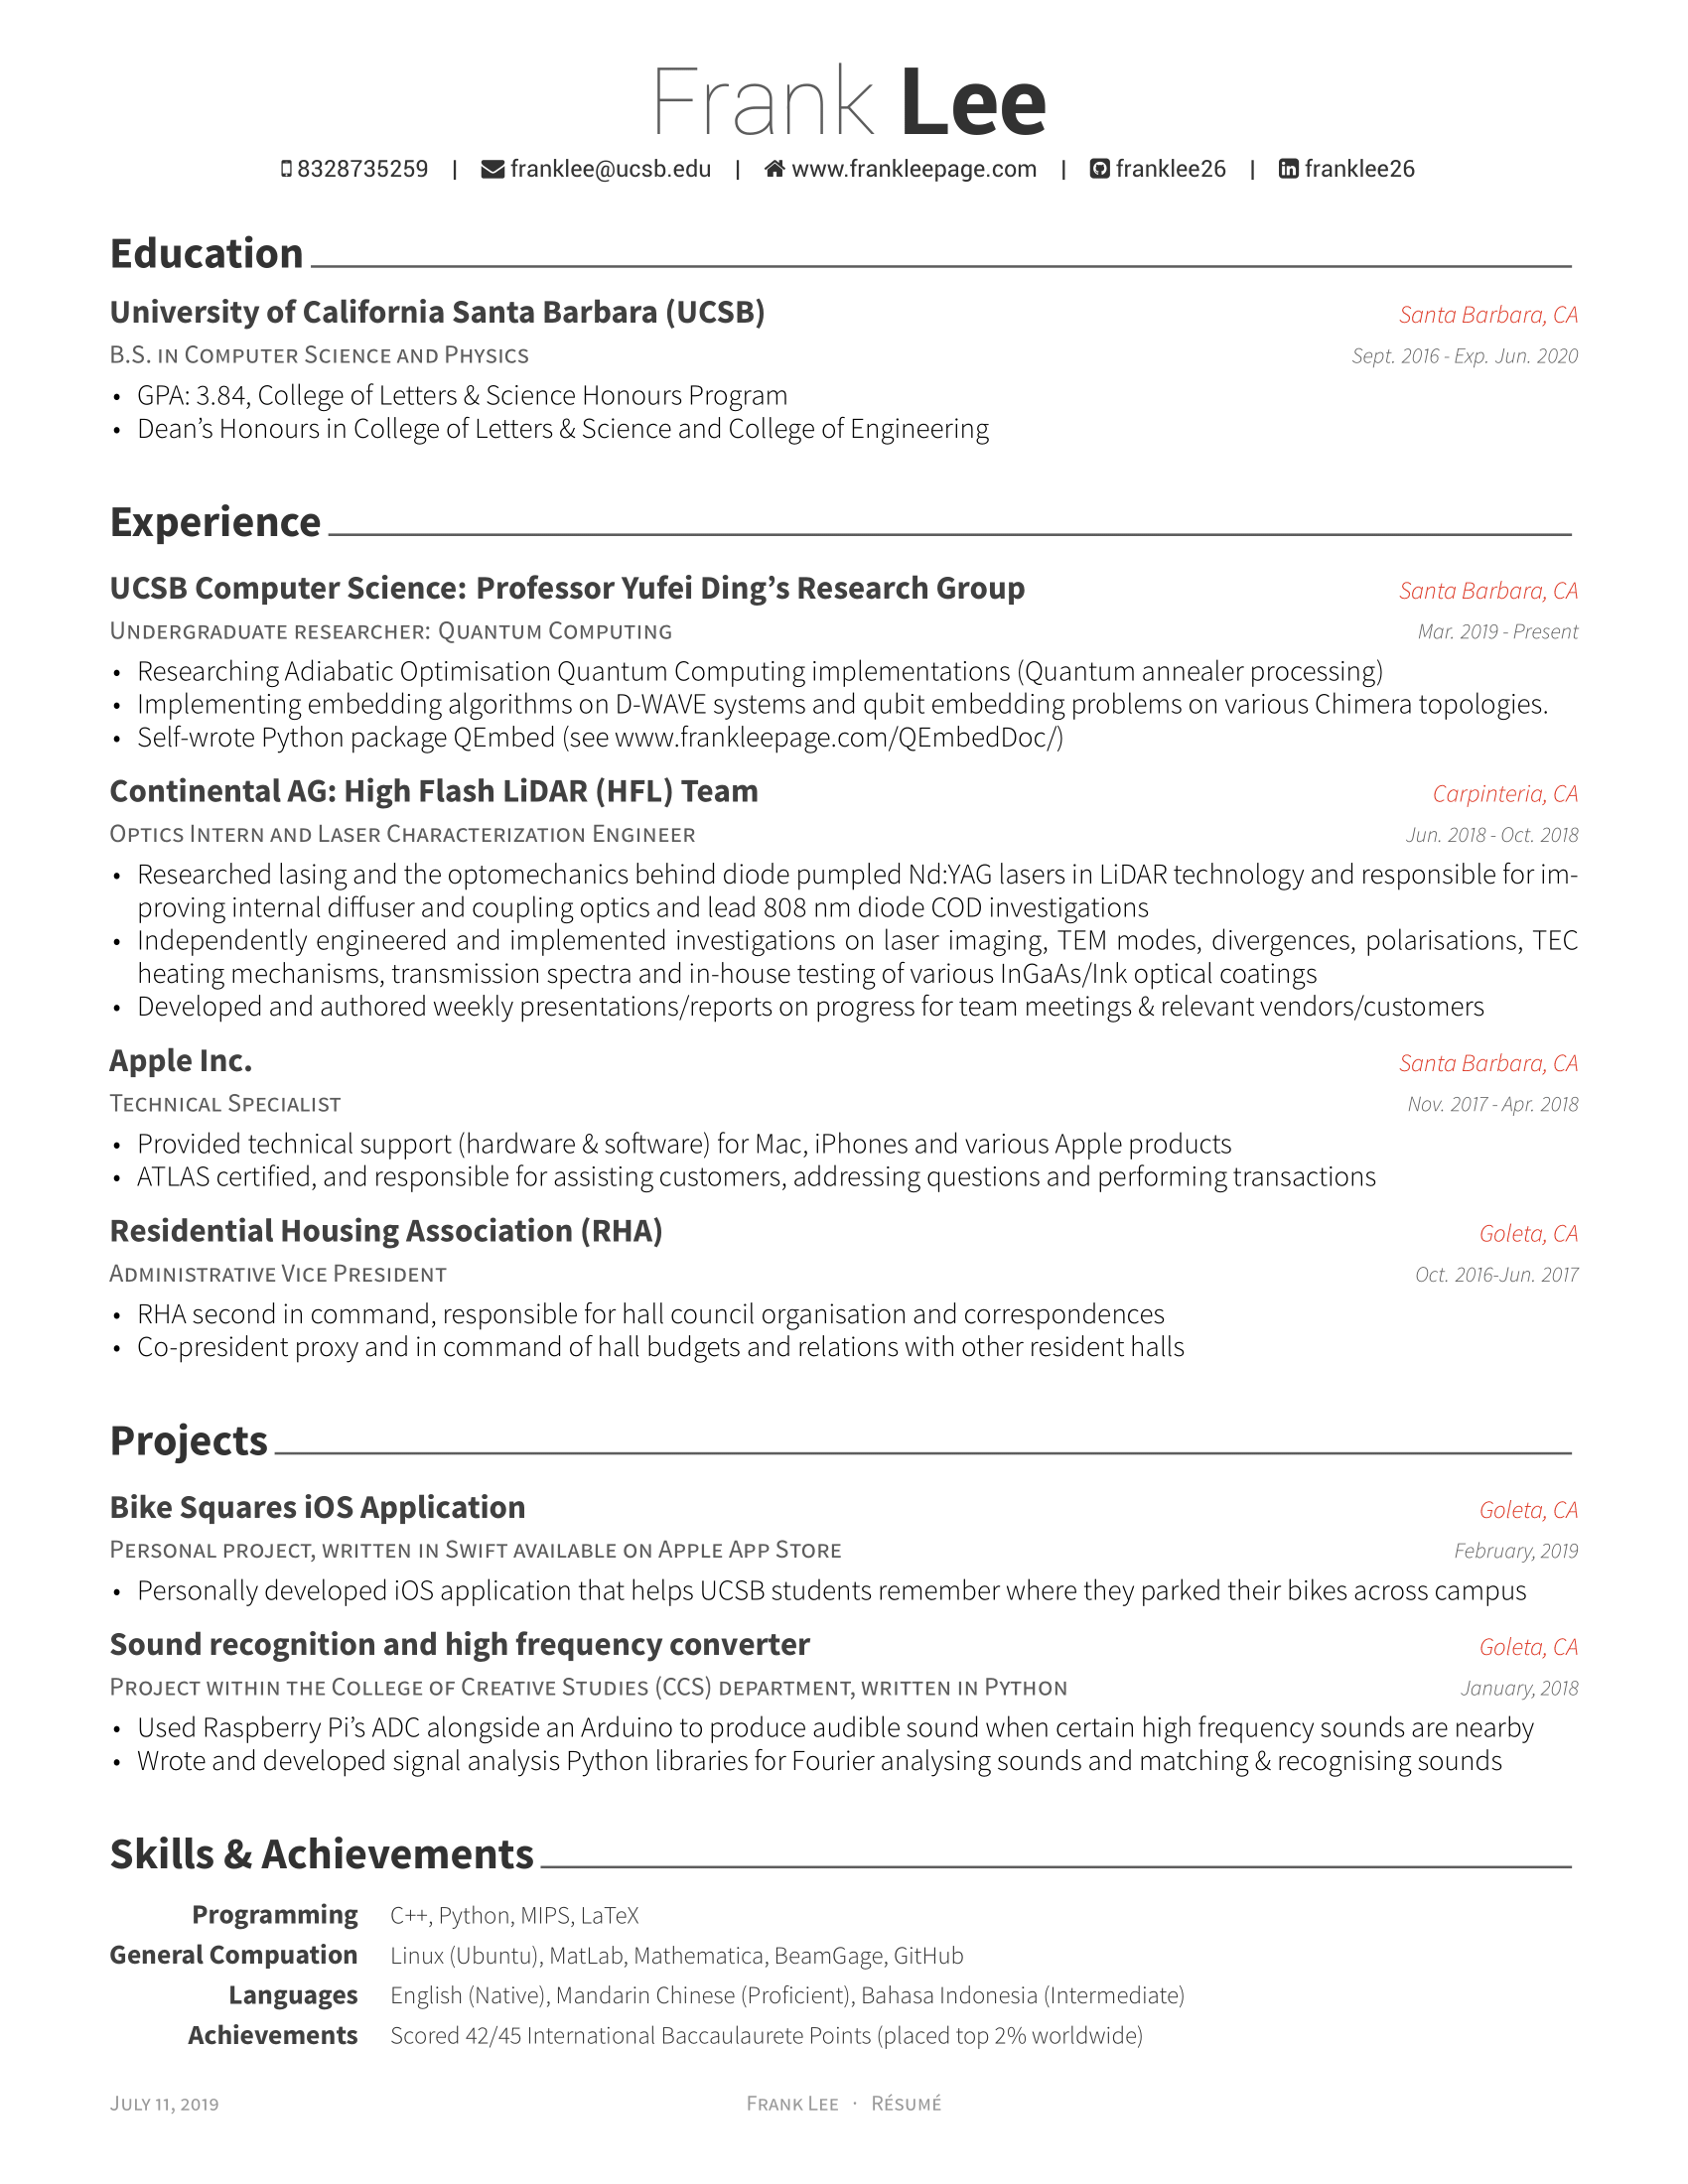 Frank Lee
8328735259 | franklee@ucsb.edu | www.frankleepage.com | franklee26 | franklee26
Education
University of California Santa Barbara (UCSB) Santa Barbara, CA
B.S. in Computer Science and Physics Sept. 2016 - Exp. Jun. 2020
• GPA: 3.84, College of Letters & Science Honours Program
• Dean’s Honours in College of Letters & Science and College of Engineering
Experience
UCSB Computer Science: Professor Yufei Ding’s Research Group Santa Barbara, CA
Undergraduate researcher: Quantum Computing Mar. 2019 - Present
• Researching Adiabatic Optimisation Quantum Computing implementations (Quantum annealer processing)
• Implementing embedding algorithms on D-WAVE systems and qubit embedding problems on various Chimera topologies.
• Self-wrote Python package QEmbed (see www.frankleepage.com/QEmbedDoc/)
Continental AG: High Flash LiDAR (HFL) Team Carpinteria, CA
Optics Intern and Laser Characterization Engineer Jun. 2018 - Oct. 2018
• Researched lasing and the optomechanics behind diode pumpled Nd:YAG lasers in LiDAR technology and responsible for im-
proving internal diffuser and coupling optics and lead 808 nm diode COD investigations
• Independently engineered and implemented investigations on laser imaging, TEM modes, divergences, polarisations, TEC
heating mechanisms, transmission spectra and in-house testing of various InGaAs/Ink optical coatings
• Developed and authored weekly presentations/reports on progress for team meetings & relevant vendors/customers
Apple Inc. Santa Barbara, CA
Technical Specialist Nov. 2017 - Apr. 2018
• Provided technical support (hardware & software) for Mac, iPhones and various Apple products
• ATLAS certified, and responsible for assisting customers, addressing questions and performing transactions
Residential Housing Association (RHA) Goleta, CA
Administrative Vice President Oct. 2016-Jun. 2017
• RHA second in command, responsible for hall council organisation and correspondences
• Co-president proxy and in command of hall budgets and relations with other resident halls
Projects
Bike Squares iOS Application Goleta, CA
Personal project, written in Swift available on Apple App Store February, 2019
• Personally developed iOS application that helps UCSB students remember where they parked their bikes across campus
Sound recognition and high frequency converter Goleta, CA
Project within the College of Creative Studies (CCS) department, written in Python January, 2018
• Used Raspberry Pi’s ADC alongside an Arduino to produce audible sound when certain high frequency sounds are nearby
• Wrote and developed signal analysis Python libraries for Fourier analysing sounds and matching & recognising sounds
Skills & Achievements
Programming C++, Python, MIPS, LaTeX
General Compuation Linux (Ubuntu), MatLab, Mathematica, BeamGage, GitHub
Languages English (Native), Mandarin Chinese (Proficient), Bahasa Indonesia (Intermediate)
Achievements Scored 42/45 International Baccaulaurete Points (placed top 2% worldwide)
July 11, 2019 Frank Lee · Résumé